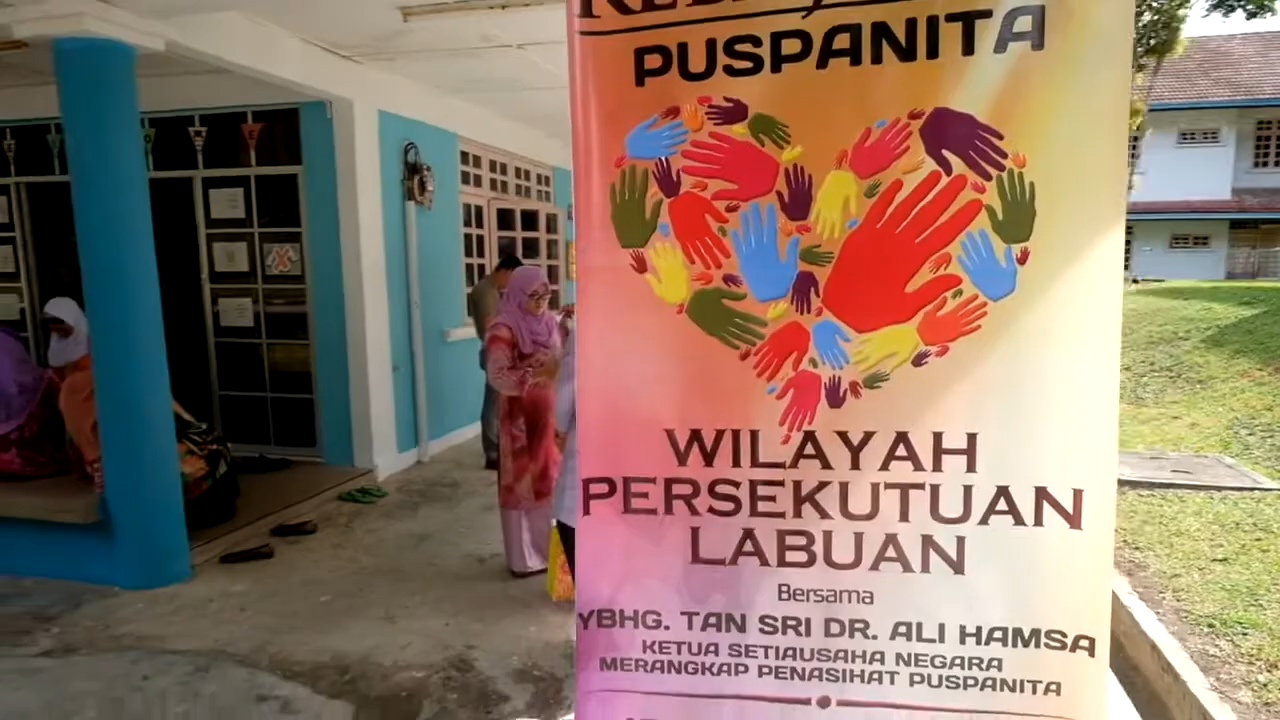 PUSPANITA
WILAYAH
PERSEKUTUAN
LABUAN
Bersama
YBHG. TAN SRI DR. ALI HAMSA
KETUA SETIAUSAHA NEGARA
MERANGKAP PENASIHAT PUSPANITA